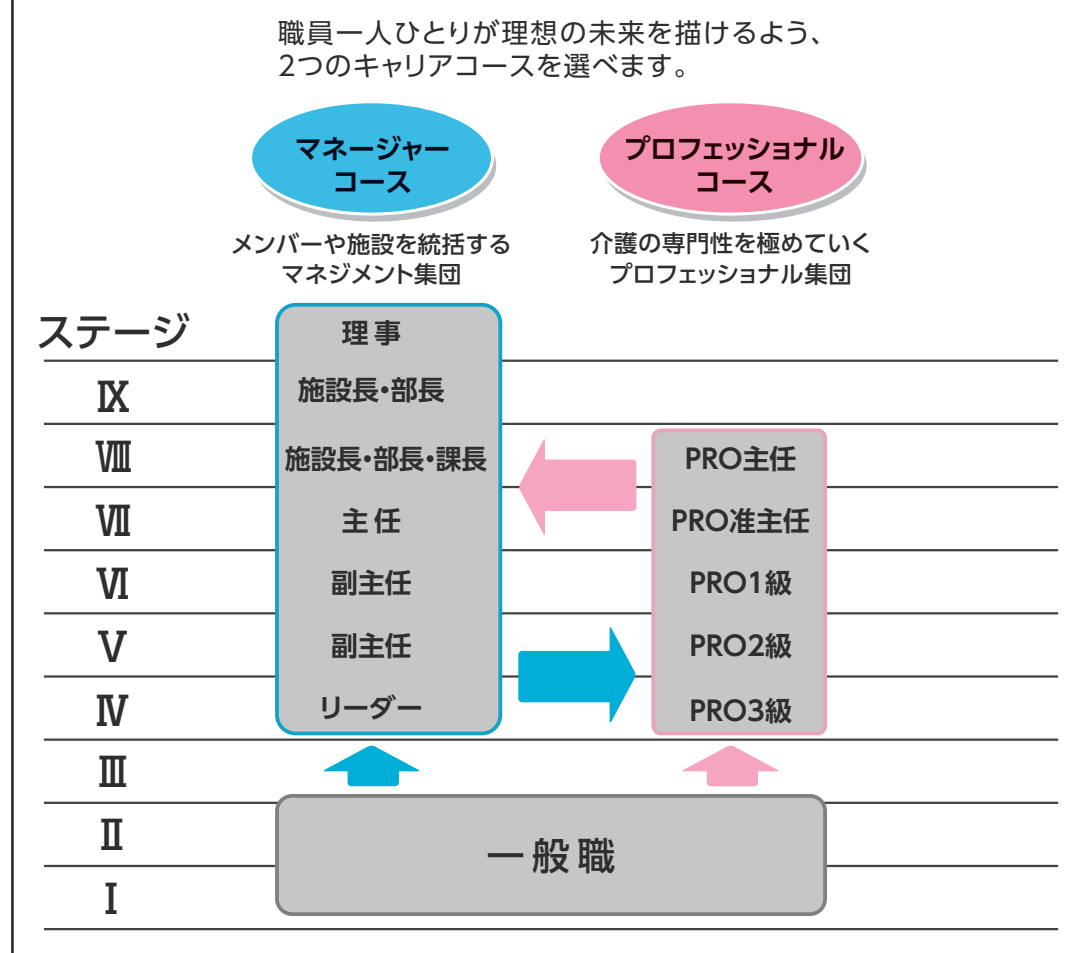 職員一人ひとりが理想の未来を描けるよう、
2つのキャリアコースを選べます。
マネージャー
コース
プロフェッショナル
コース
メンバーや施設を統括する
マネジメント集団
介護の専門性を極めていく
プロフェッショナル集団
ステージ
理事
Ⅸ
施設長・部長
Ⅷ
施設長・部長・課長
PRO主任
Ⅶ
主任
PRO准主任
Ⅵ
副主任
PRO1級
Ⅴ
副主任
PRO2級
Ⅳ
リーダー
PRO3級
Ⅲ
Ⅱ
一般職
Ⅰ